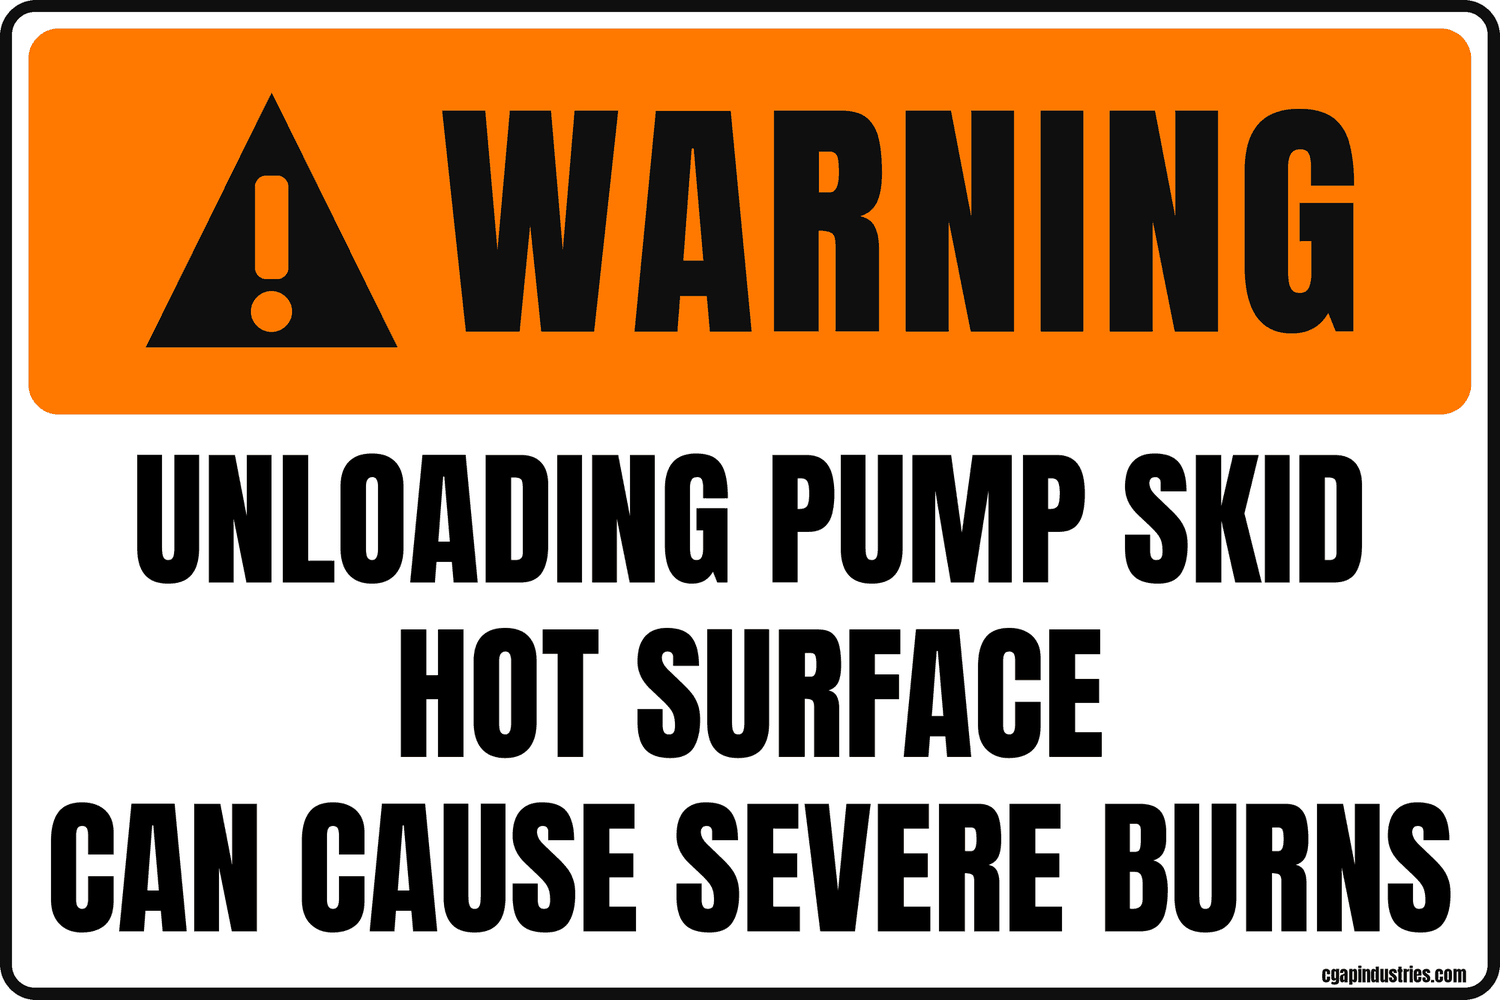 WARNING
UNLOADING PUMP SKID
HOT SURFACE
CAN CAUSE SEVERE BURNS
cgapindustries.com